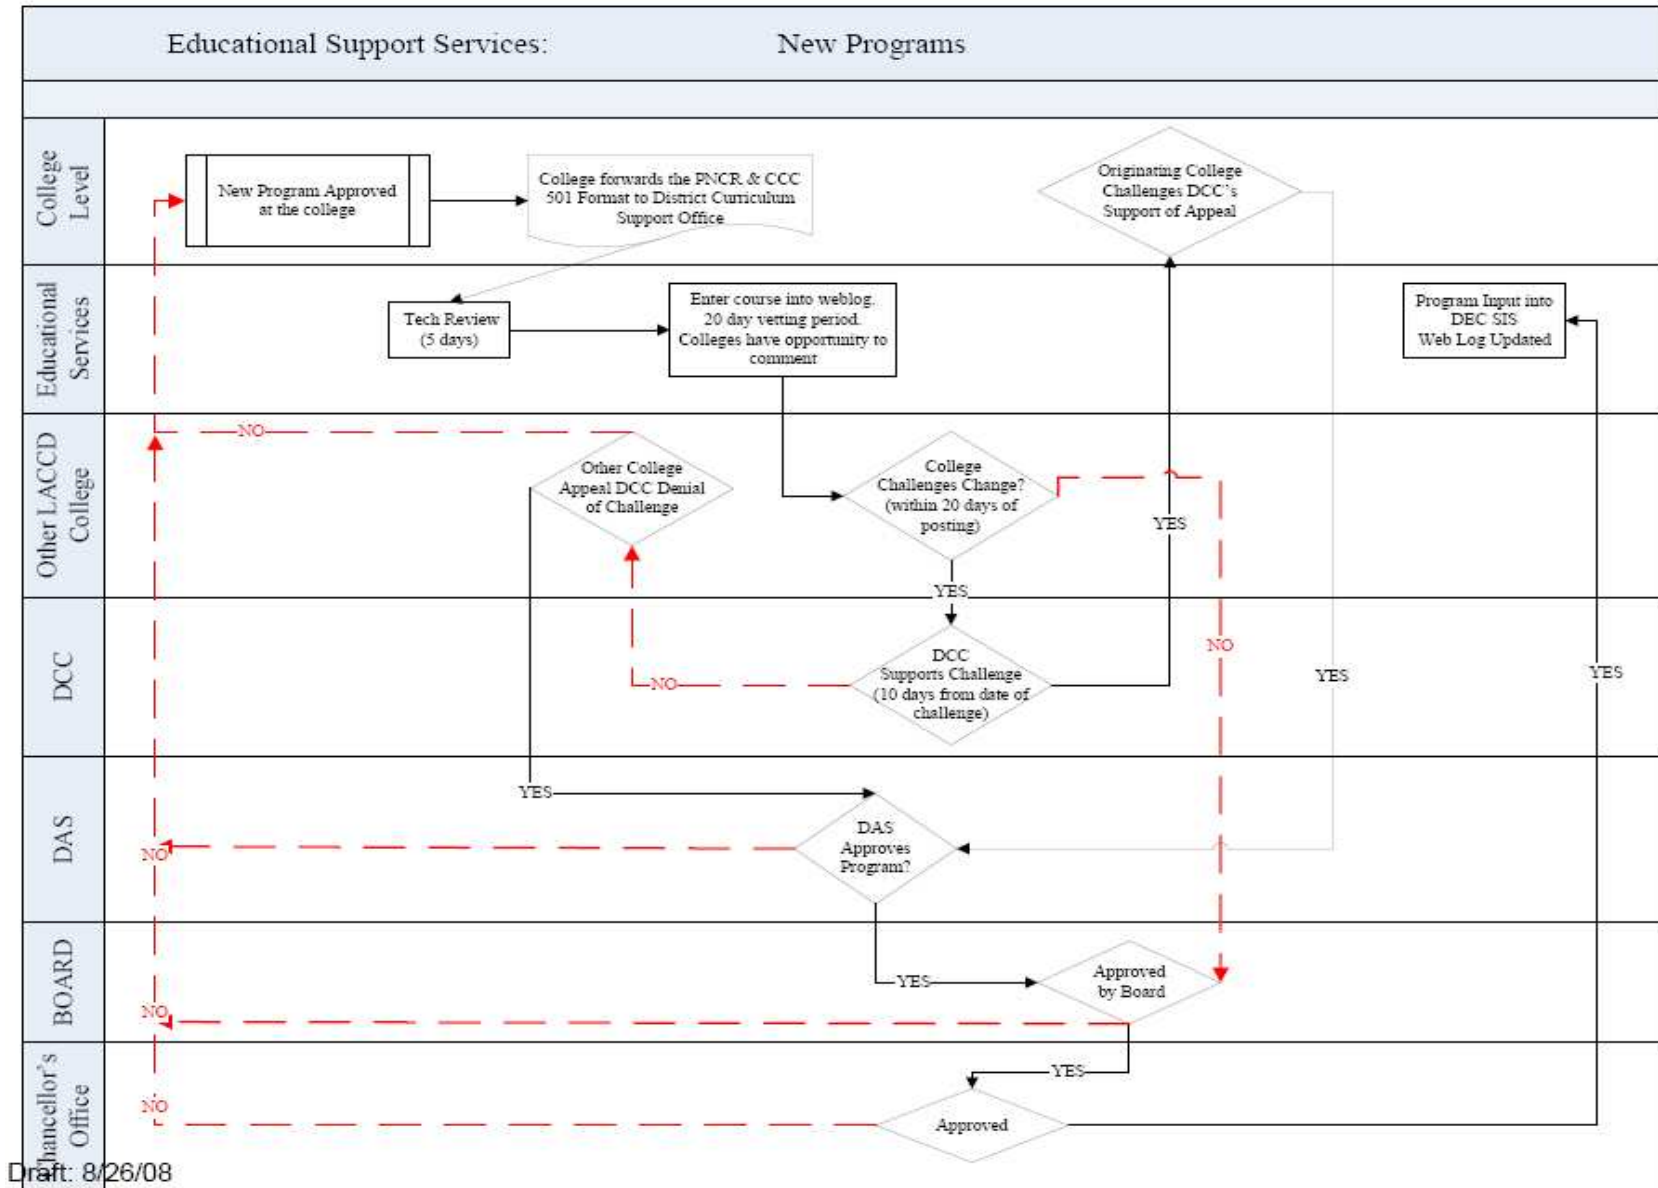 Educational Support Services: New Programs
College
Level
New Program Approved
at the college
College forwards the PNCR & CCC
501 Format to District Curriculum
Support Office
Originating College
Challenges DCC's
Support of Appeal
Educational
Services
Tech Review
(5 days)
Enter course into weblog.
20 day vetting period.
Colleges have opportunity to
comment
Program Input into
DEC SIS
Web Log Updated
Other LACCD
College
NO
Other College
Appeal DCC Denial
of Challenge
College
Challenges Change?
(within 20 days of
posting)
YES
YES
DCC
NO
DCC
Supports Challenge
(10 days from date of
challenge)
NO
YES
YES
DAS
YES
NO
DAS
Approves
Program?
BOARD
YES
Approved
by Board
NO
Chancellor's
Office
YES
NO
Approved
Draft: 8/26/08